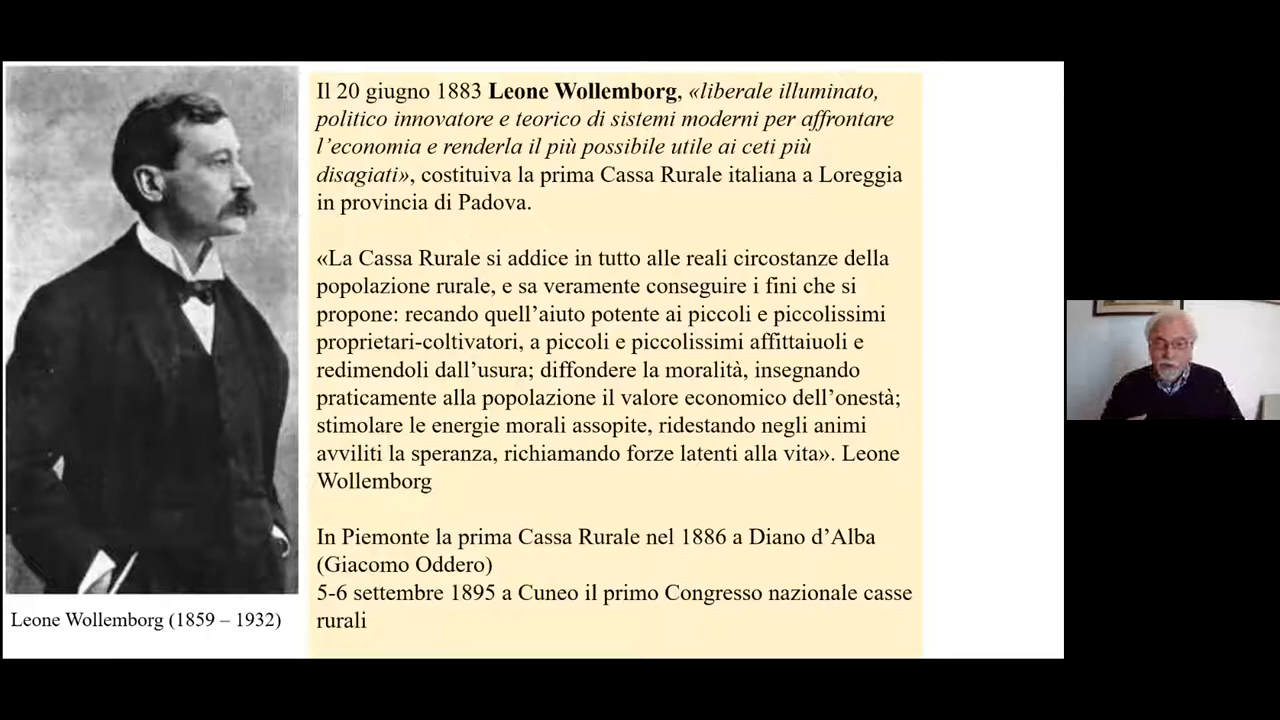 Il 20 giugno 1883 Leone Wollemborg, «liberale illuminato,
politico innovatore e teorico di sistemi moderni per affrontare
l’economia e renderla il più possibile utile ai ceti più
disagiati», costituiva la prima Cassa Rurale italiana a Loreggia
in provincia di Padova.
«La Cassa Rurale si addice in tutto alle reali circostanze della
popolazione rurale, e sa veramente conseguire i fini che si
propone: recando quell’aiuto potente ai piccoli e piccolissimi
proprietari-coltivatori, a piccoli e piccolissimi affittaiuoli e
redimendoli dall’usura; diffondere la moralità, insegnando
praticamente alla popolazione il valore economico dell’onestà;
stimolare le energie morali assopite, ridestando negli animi
avviliti la speranza, richiamando forze latenti alla vita». Leone
Wollemborg
In Piemonte la prima Cassa Rurale nel 1886 a Diano d’Alba
(Giacomo Oddero)
5-6 settembre 1895 a Cuneo il primo Congresso nazionale casse
rurali
Leone Wollemborg (1859 – 1932)